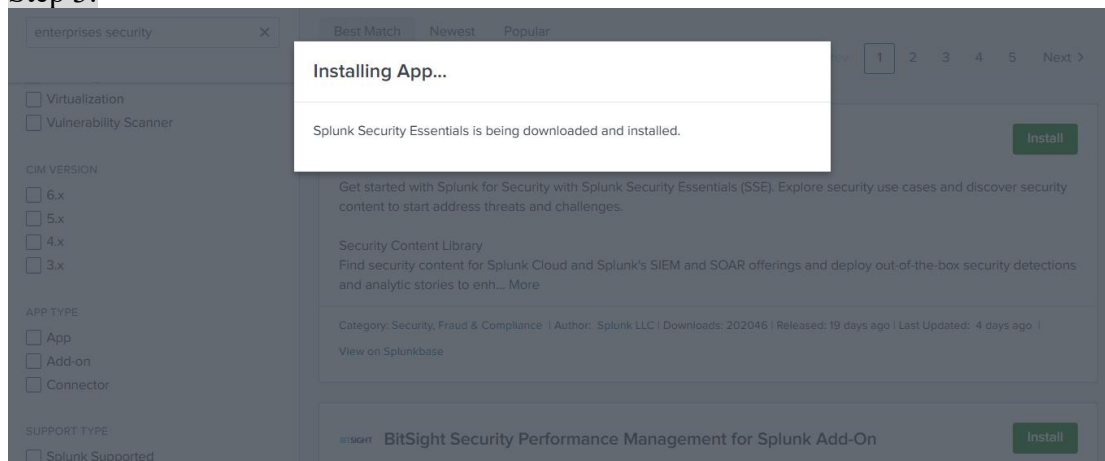 Step 3:
enterprises security
Best Match Newest Popular
1 2 3 4 5 Next >
Installing App...
Splunk Security Essentials is being downloaded and installed.
Virtualization
Vulnerability Scanner
Install
CIM VERSION
6.x
5.x
4.x
3.x
Get started with Splunk for Security with Splunk Security Essentials (SSE). Explore security use cases and discover security
content to start address threats and challenges.
Security Content Library
Find security content for Splunk Cloud and Splunk's SIEM and SOAR offerings and deploy out-of-the-box security detections
and analytic stories to enh... More
APP TYPE
App
Add-on
Connector
Category: Security, Fraud & Compliance | Author: Splunk LLC | Downloads: 202046 | Released: 19 days ago | Last Updated: 4 days ago |
View on Splunkbase
SUPPORT TYPE
Splunk Supported
BITSIGHT BitSight Security Performance Management for Splunk Add-On
Install